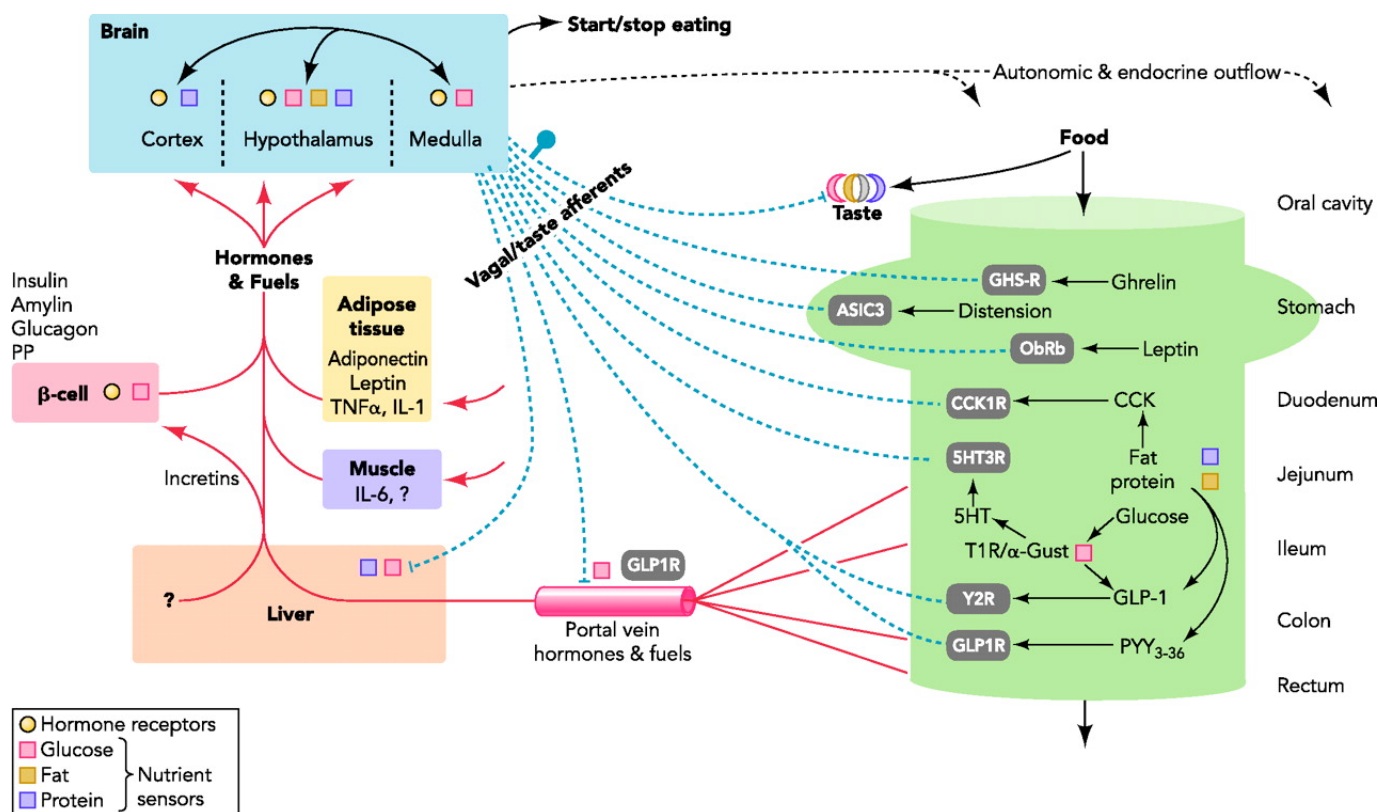 Brain
Start/stop eating
Autonomic & endocrine outflow
Cortex
Hypothalamus
Medulla
Food
Vagal/taste afferents
Taste
Oral cavity
Hormones
& Fuels
Insulin
Amylin
Glucagon
PP
β-cell
Adipose
tissue
Adiponectin
Leptin
TNFα, IL-1
Muscle
IL-6, ?
Incretins
?
Liver
GLP1R
Portal vein
hormones & fuels
GHS-R
Ghrelin
ASIC3
Distension
Stomach
ObRb
Leptin
CCK1R
CCK
Duodenum
5HT3R
Fat
protein
Jejunum
5HT
Glucose
T1R/α-Gust
Ileum
Y2R
GLP-1
Colon
GLP1R
PYY3-36
Rectum
Hormone receptors
Glucose
Fat
Protein
Nutrient
sensors